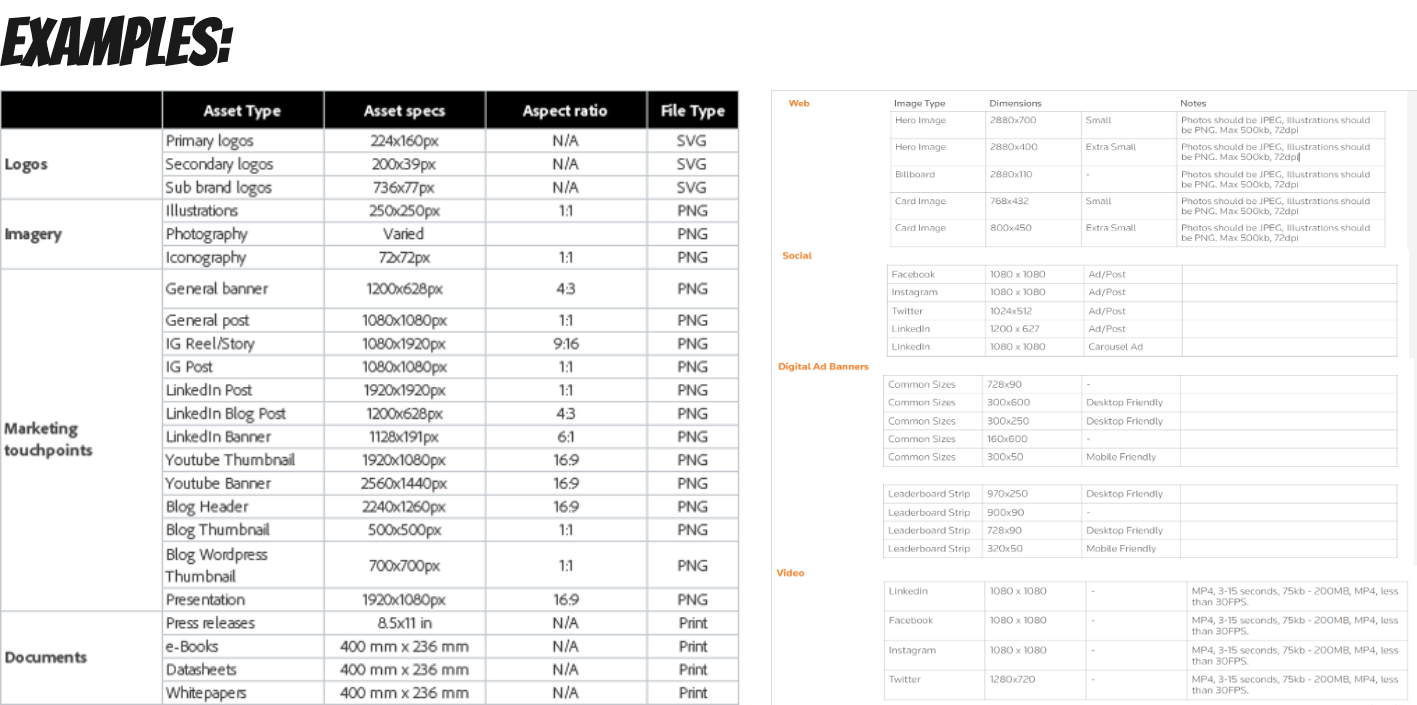 EXAMPLES:
Asset Type Asset specs Aspect ratio File Type
Logos
Primary logos 224x160px N/A SVG
Secondary logos 200x39px N/A SVG
Sub brand logos 736x77px N/A SVG
Imagery
Illustrations 250x250px 1:1 PNG
Photography Varied PNG
Iconography 72x72px 1:1 PNG
Marketing
touchpoints
General banner 1200x628px 4:3 PNG
General post 1080x1080px 1:1 PNG
IG Reel/Story 1080x1920px 9:16 PNG
IG Post 1080x1080px 1:1 PNG
LinkedIn Post 1920x1920px 1:1 PNG
LinkedIn Blog Post 1200x628px 4:3 PNG
LinkedIn Banner 1128x191px 6:1 PNG
Youtube Thumbnail 1920x1080px 16:9 PNG
Youtube Banner 2560x1440px 16:9 PNG
Blog Header 2240x1260px 16:9 PNG
Blog Thumbnail 500x500px 1:1 PNG
Blog Wordpress
Thumbnail 700x700px 1:1 PNG
Presentation 1920x1080px 16:9 PNG
Documents
Press releases 8.5x11 in N/A Print
e-Books 400 mm x 236 mm N/A Print
Datasheets 400 mm x 236 mm N/A Print
Whitepapers 400 mm x 236 mm N/A Print
Web Image Type Dimensions Notes
Hero Image 2880x700 Small Photos should be JPEG, Illustrations should
be PNG. Max 500kb, 72dpi
Hero Image 2880x400 Extra Small Photos should be JPEG, Illustrations should
be PNG. Max 500kb, 72dpi
Billboard 2880x110 - Photos should be JPEG, Illustrations should
be PNG. Max 500kb, 72dpi
Card Image 768x432 Small Photos should be JPEG, Illustrations should
be PNG. Max 500kb, 72dpi
Card Image 800x450 Extra Small Photos should be JPEG, Illustrations should
be PNG. Max 500kb, 72dpi
Social
Facebook 1080 x 1080 Ad/Post
Instagram 1080 x 1080 Ad/Post
Twitter 1024x512 Ad/Post
LinkedIn 1200 x 627 Ad/Post
LinkedIn 1080 x 1080 Carousel Ad
Digital Ad Banners
Common Sizes 728x90 -
Common Sizes 300x600 Desktop Friendly
Common Sizes 300x250 Desktop Friendly
Common Sizes 160x600 -
Common Sizes 300x50 Mobile Friendly
Leaderboard Strip 970x250 Desktop Friendly
Leaderboard Strip 900x90 -
Leaderboard Strip 728x90 Desktop Friendly
Leaderboard Strip 320x50 Mobile Friendly
Video
Linkedin 1080 x 1080 - MP4, 3-15 seconds, 75kb - 200MB, MP4, less
than 30FPS.
Facebook 1080 x 1080 - MP4, 3-15 seconds, 75kb - 200MB, MP4, less
than 30FPS.
Instagram 1080 x 1080 - MP4, 3-15 seconds, 75kb - 200MB, MP4, less
than 30FPS.
Twitter 1280x720 - MP4, 3-15 seconds, 75kb - 200MB, MP4, less
than 30FPS.